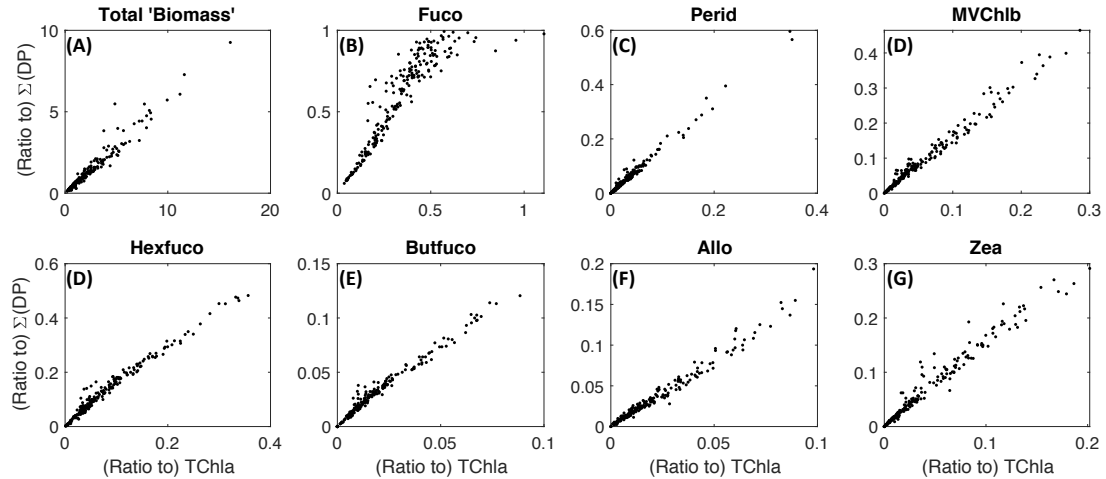 Total 'Biomass'
(A)
10
5
0
0
10
20
(Ratio to) Σ(DP)
Fuco
(B)
1
0.5
0
0
0.5
1
Perid
(C)
0.6
0.4
0.2
0
0
0.2
0.4
MVChlb
(D)
0.4
0.3
0.2
0.1
0
0
0.1
0.2
0.3
Hexfuco
(D)
0.6
0.4
0.2
0
0
0.2
0.4
(Ratio to) Σ(DP)
(Ratio to) TChla
Butfuco
(E)
0.15
0.1
0.05
0
0
0.05
0.1
(Ratio to) TChla
Allo
(F)
0.2
0.15
0.1
0.05
0
0
0.05
0.1
(Ratio to) TChla
Zea
(G)
0.3
0.2
0.1
0
0
0.1
0.2
(Ratio to) TChla